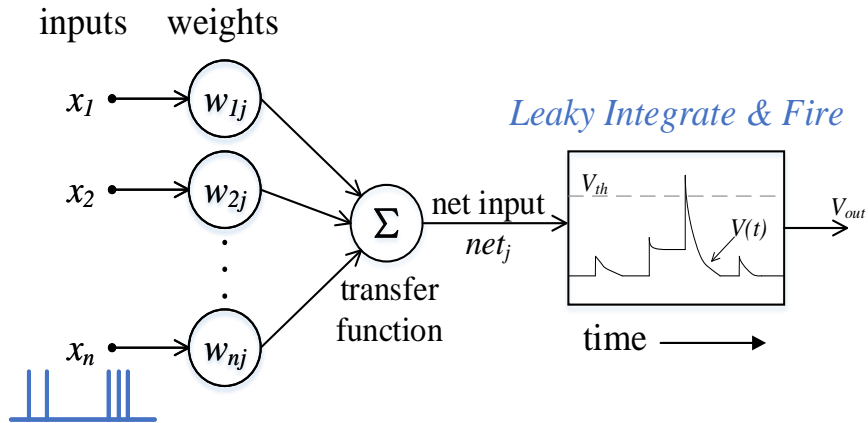 inputs weights
x1 w1j
Leaky Integrate & Fire
x2 w2j
Σ
net input
netj
transfer
function
Vth
V(t)
Vout
xn wnj
time